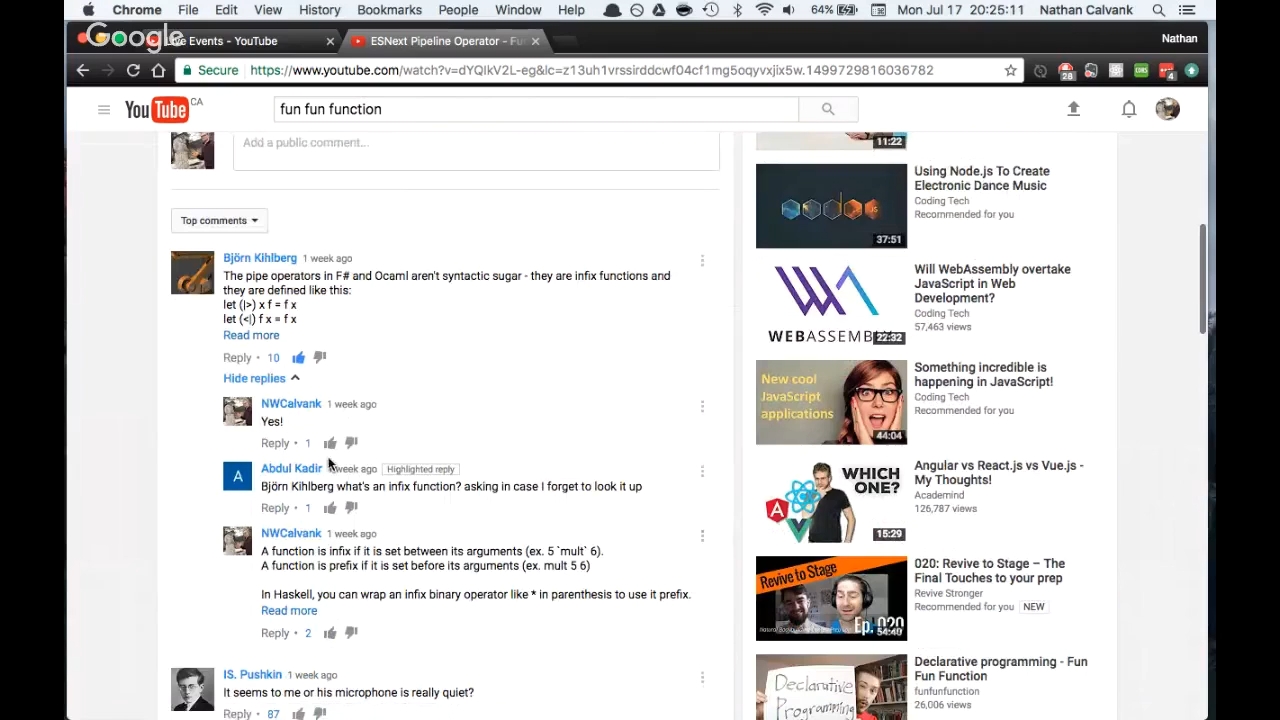 Chrome File Edit View History Bookmarks People Window Help 64% Mon Jul 17 20:25:11 Nathan Calvank
Google
Live Events - YouTube
ESNext Pipeline Operator - Fu
Nathan
Secure https://www.youtube.com/watch?v=dYQIkV2L-eg&lc=z13uh1vrssirddcwf04cf1mg5oqyvxjix5w.1499729816036782
28
4
YouTube CA
fun fun function
Add a public comment...
Top comments
Björn Kihlberg 1 week ago
The pipe operators in F# and Ocaml aren't syntactic sugar - they are infix functions and
they are defined like this:
let (|>) x f = f x
let (<|) f x = f x
Read more
Reply · 10
Hide replies
NWCalvank 1 week ago
Yes!
Reply · 1
Abdul Kadir week ago Highlighted reply
A
Björn Kihlberg what's an infix function? asking in case I forget to look it up
Reply · 1
NWCalvank 1 week ago
A function is infix if it is set between its arguments (ex. 5 `mult` 6).
A function is prefix if it is set before its arguments (ex. mult 5 6)
In Haskell, you can wrap an infix binary operator like * in parenthesis to use it prefix.
Read more
Reply · 2
IS. Pushkin 1 week ago
It seems to me or his microphone is really quiet?
Reply · 87
11:22
Using Node.js To Create
Electronic Dance Music
Coding Tech
Recommended for you
JS
37:51
Will WebAssembly overtake
JavaScript in Web
Development?
Coding Tech
57,463 views
WEBASSEMB
22:32
Something incredible is
happening in JavaScript!
Coding Tech
Recommended for you
New cool
JavaScript
applications
44:04
Angular vs React.js vs Vue.js -
My Thoughts!
Academind
126,787 views
WHICH
ONE?
A
15:29
020: Revive to Stage – The
Final Touches to your prep
Revive Stronger
Recommended for you NEW
Revive to Stage
Ep. 020
54:40
Declarative programming - Fun
Fun Function
funfunfunction
26,006 views
Declarative
Programming